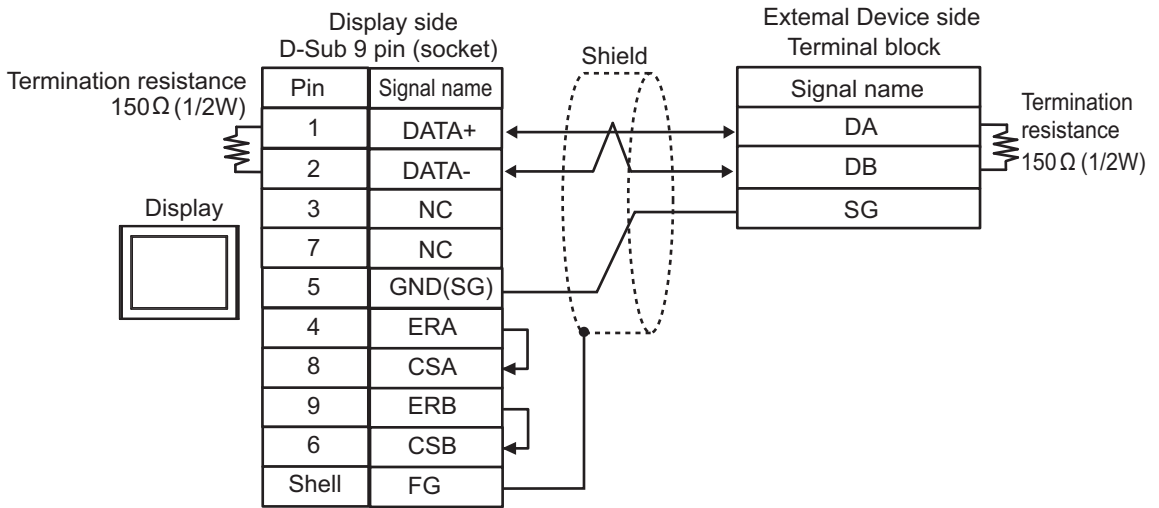 Display side
D-Sub 9 pin (socket)
Shield
External Device side
Terminal block
Termination resistance
150Ω (1/2W)
Pin Signal name
1 DATA+
2 DATA-
3 NC
7 NC
5 GND(SG)
4 ERA
8 CSA
9 ERB
6 CSB
Shell FG
Display
Signal name
DA
DB
SG
Termination
resistance
150Ω (1/2W)